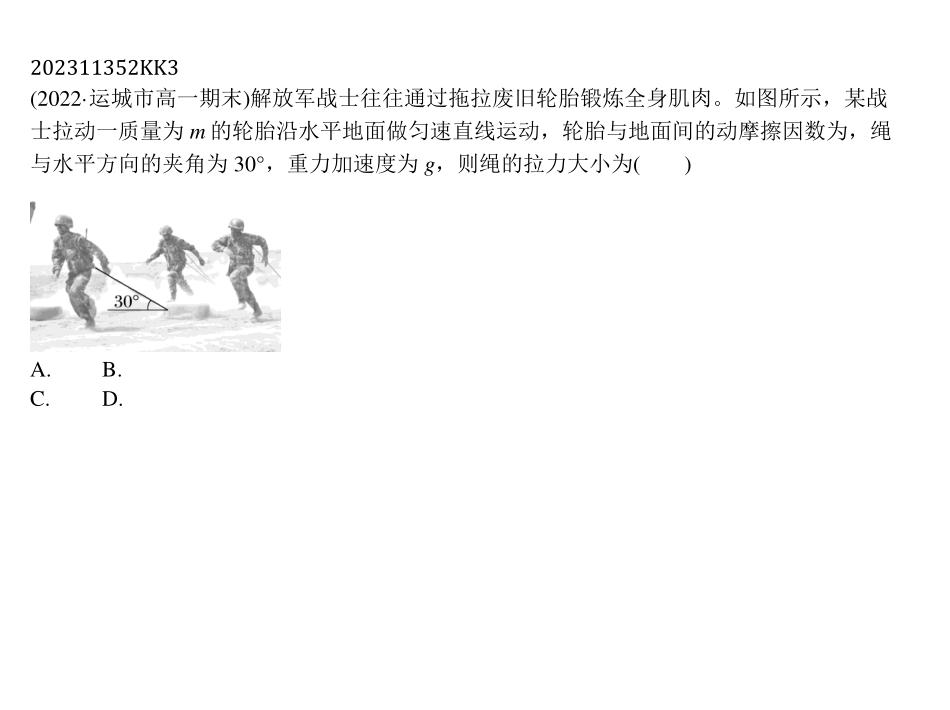 202311352KK3
(2022·运城市高一期末)解放军战士往往通过拖拉废旧轮胎锻炼全身肌肉。如图所示，某战
士拉动一质量为 m 的轮胎沿水平地面做匀速直线运动，轮胎与地面间的动摩擦因数为，绳
与水平方向的夹角为 30°，重力加速度为 g，则绳的拉力大小为(　　)
30°
A.　　B.
C.　　D.